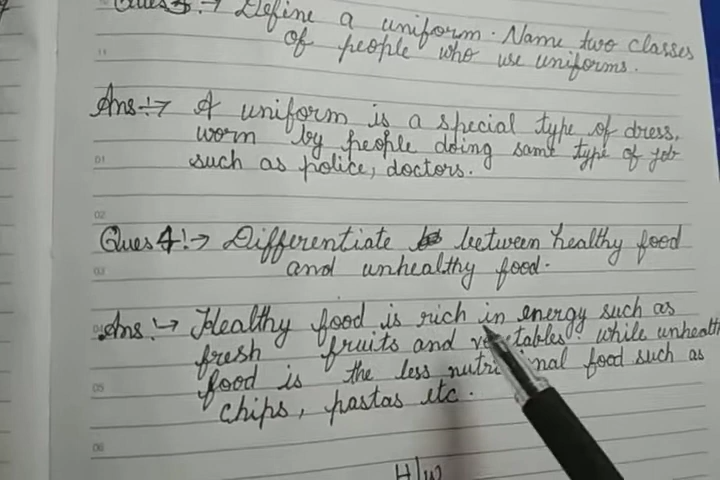 Ques 3:→ Define a uniform. Name two classes
of people who use uniforms.
Ans:→ A uniform is a special type of dress,
worn by people doing same type of job
such as police, doctors.
Ques 4:→ Differentiate between healthy food
and unhealthy food.
Ans:→ Healthy food is rich in energy such as
fresh fruits and vegetables. while unhealt
food is the less nutritional food such as
chips, pastas etc.
H/W